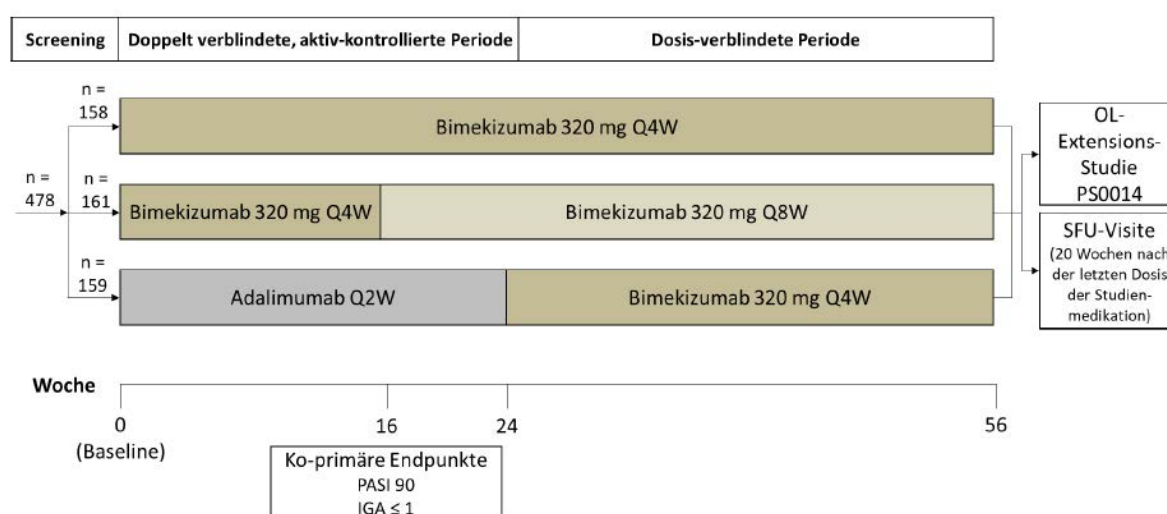 Screening
Doppelt verblindete, aktiv-kontrollierte Periode
Dosis-verblindete Periode
n =
158
Bimekizumab 320 mg Q4W
n =
478
n =
161
Bimekizumab 320 mg Q4W
Bimekizumab 320 mg Q8W
n =
159
Adalimumab Q2W
Bimekizumab 320 mg Q4W
OL-
Extensions-
Studie
PS0014
SFU-Visite
(20 Wochen nach
der letzten Dosis
der Studien-
medikation)
Woche
0
(Baseline)
16
24
56
Ko-primäre Endpunkte
PASI 90
IGA ≤ 1